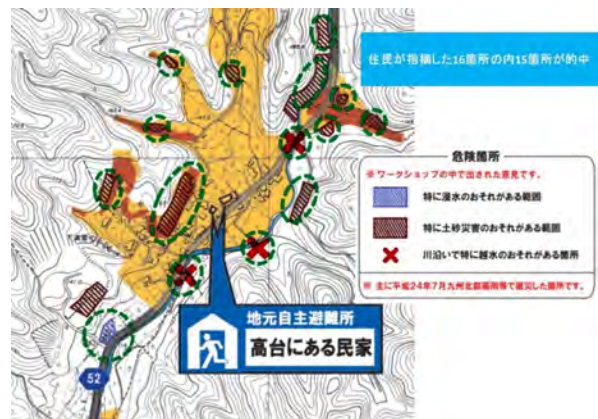 住民が指摘した16箇所の内15箇所が的中
危険箇所
※ワークショップの中で出された意見です。
特に浸水のおそれがある範囲
特に土砂災害のおそれがある範囲
川沿いで特に越水のおそれがある箇所
※ 主に平成24年7月九州北部豪雨等で被災した箇所です。
地元自主避難所
高台にある民家
52